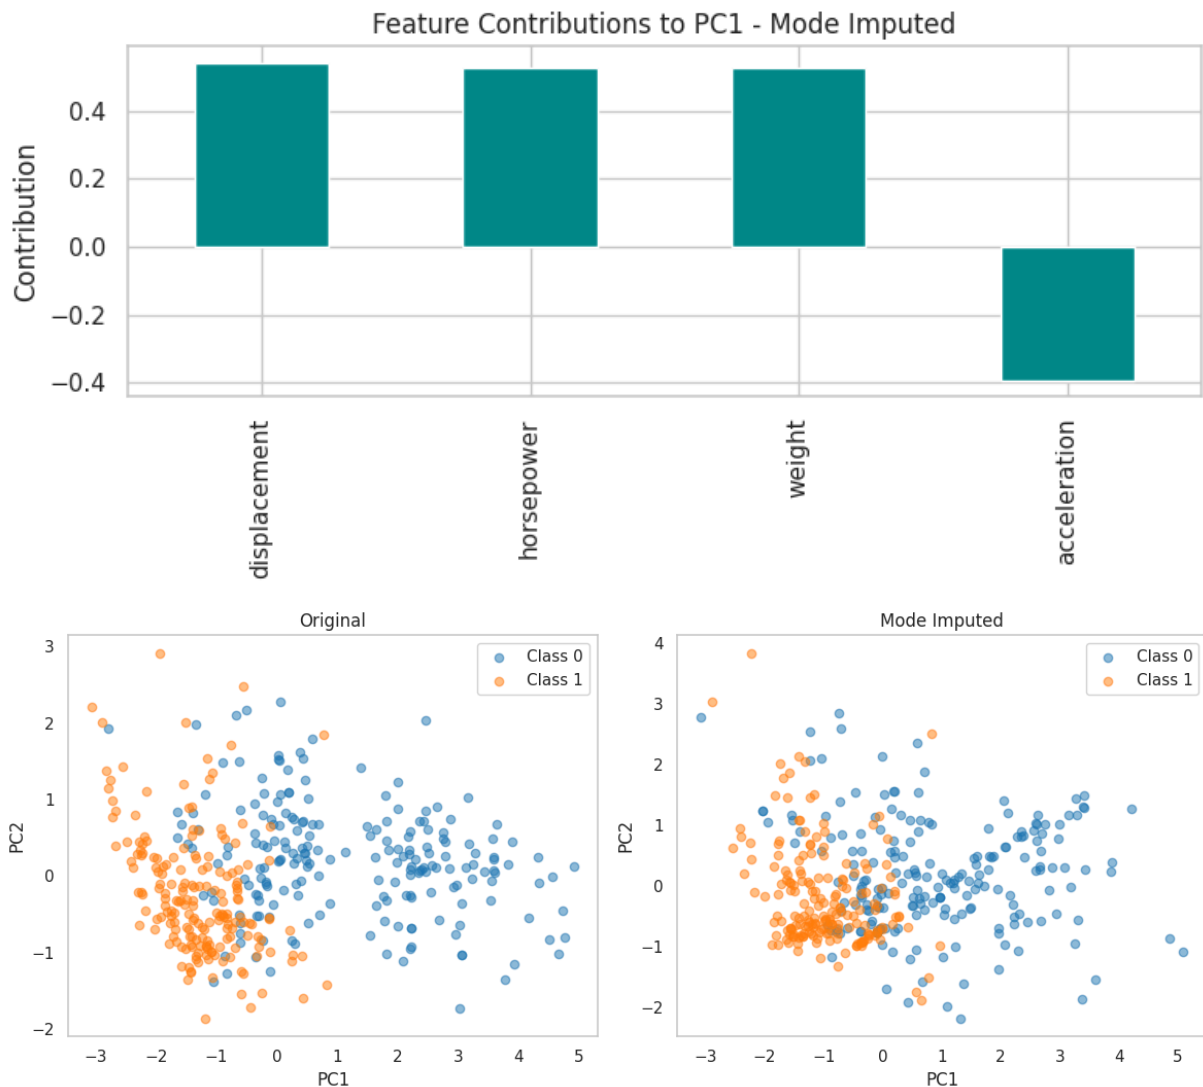 Feature Contributions to PC1 - Mode Imputed
Contribution
0.4
0.2
0.0
−0.2
−0.4
displacement
horsepower
weight
acceleration
Original
PC2
3
2
1
0
−1
−2
Class 0
Class 1
−3 −2 −1 0 1 2 3 4 5
PC1
Mode Imputed
PC2
4
3
2
1
0
−1
−2
Class 0
Class 1
−3 −2 −1 0 1 2 3 4 5
PC1